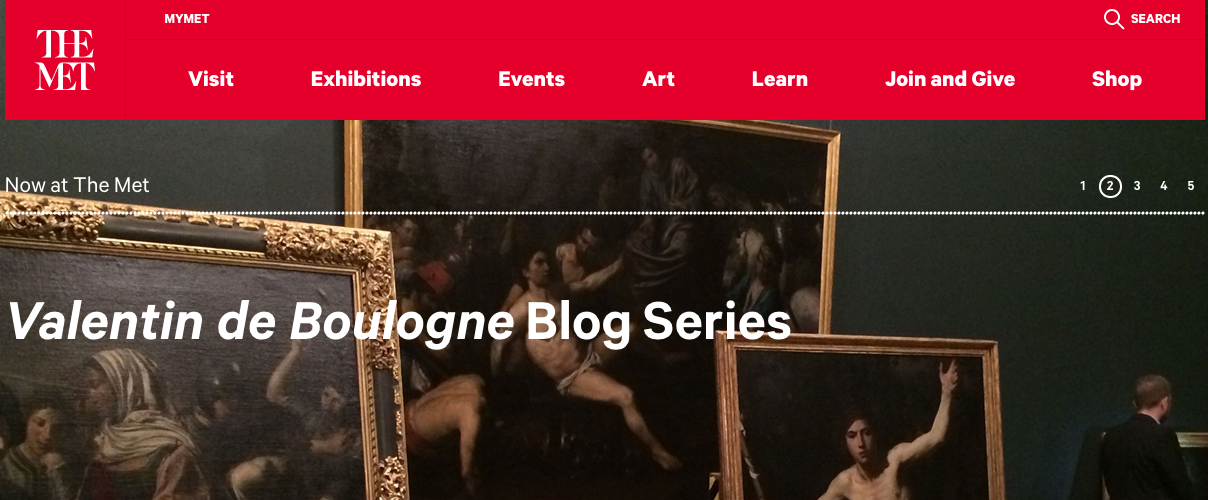 THE
MET
MYMET
SEARCH
Visit Exhibitions Events Art Learn Join and Give Shop
Now at The Met
1 2 3 4 5
Valentin de Boulogne Blog Series